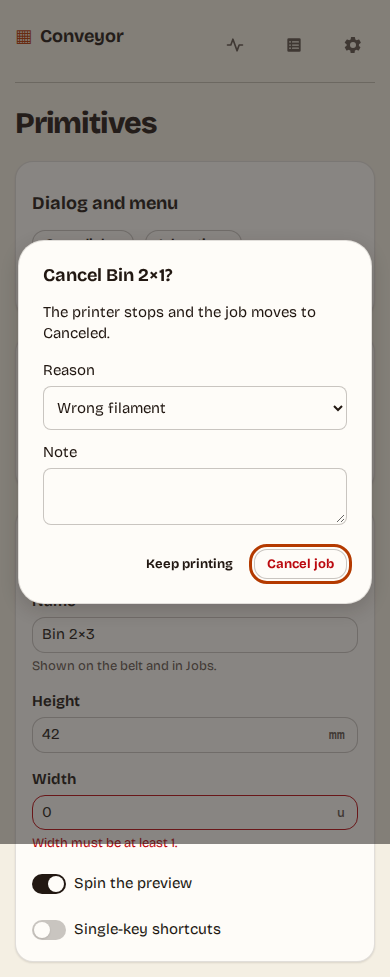 Conveyor
Primitives
Dialog and menu
Cancel Bin 2×1?
The printer stops and the job moves to
Canceled.
Reason
Wrong filament
Note
Keep printing
Cancel job
Name
Bin 2×3
Shown on the belt and in Jobs.
Height
42 mm
Width
0 u
Width must be at least 1.
Spin the preview
Single-key shortcuts